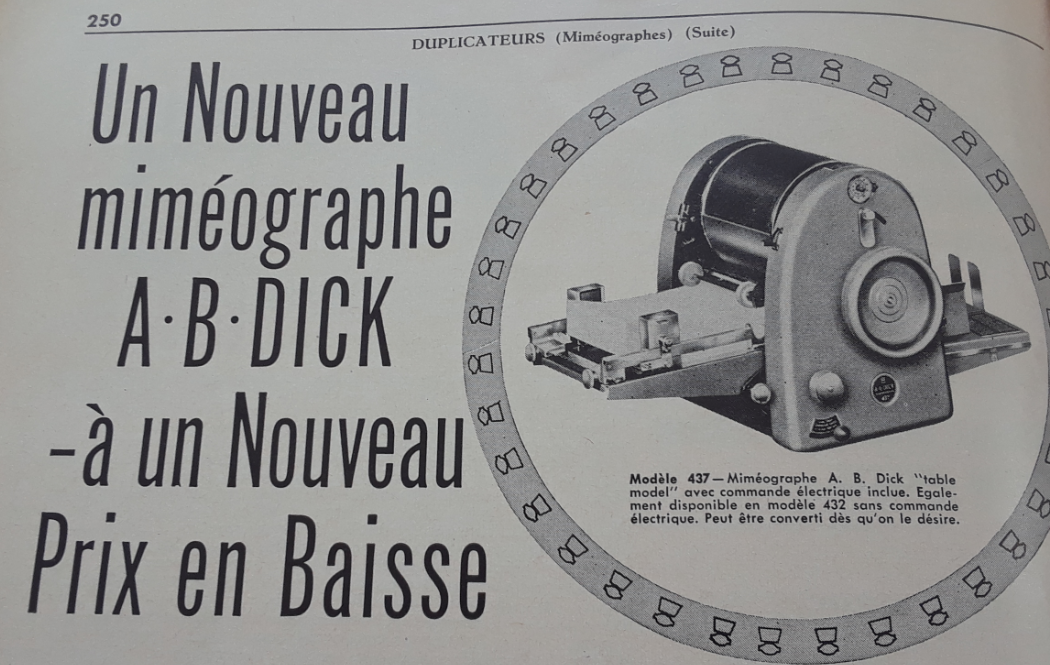 250
DUPLICATEURS (Miméographes) (Suite)
Un Nouveau
miméographe
A·B·DICK
–à un Nouveau
Prix en Baisse
Modèle 437—Miméographe A. B. Dick "table
model" avec commande électrique inclue. Egale-
ment disponible en modèle 432 sans commande
électrique. Peut être converti dès qu'on le désire.
A·B·DICK